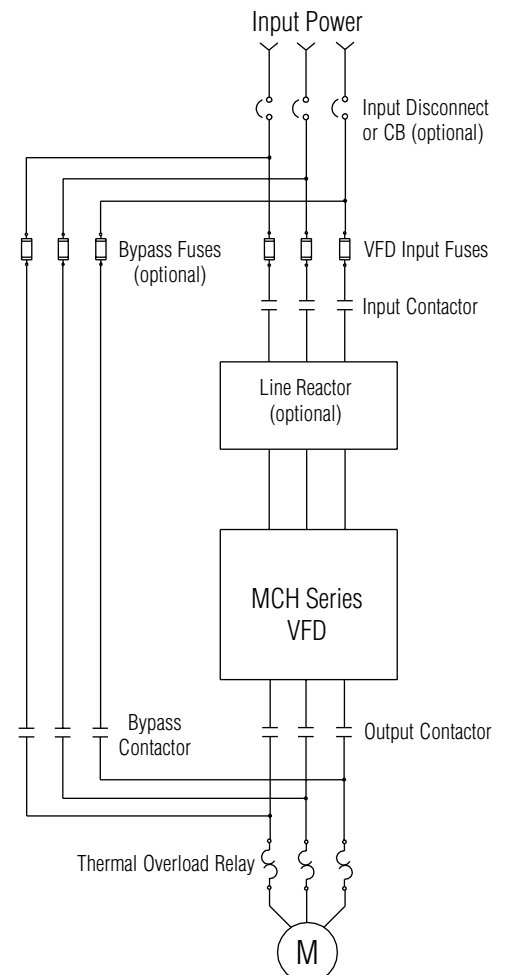 Input Power
Input Disconnect
or CB (optional)
Bypass Fuses
(optional)
VFD Input Fuses
Input Contactor
Line Reactor
(optional)
MCH Series
VFD
Bypass
Contactor
Output Contactor
Thermal Overload Relay
M